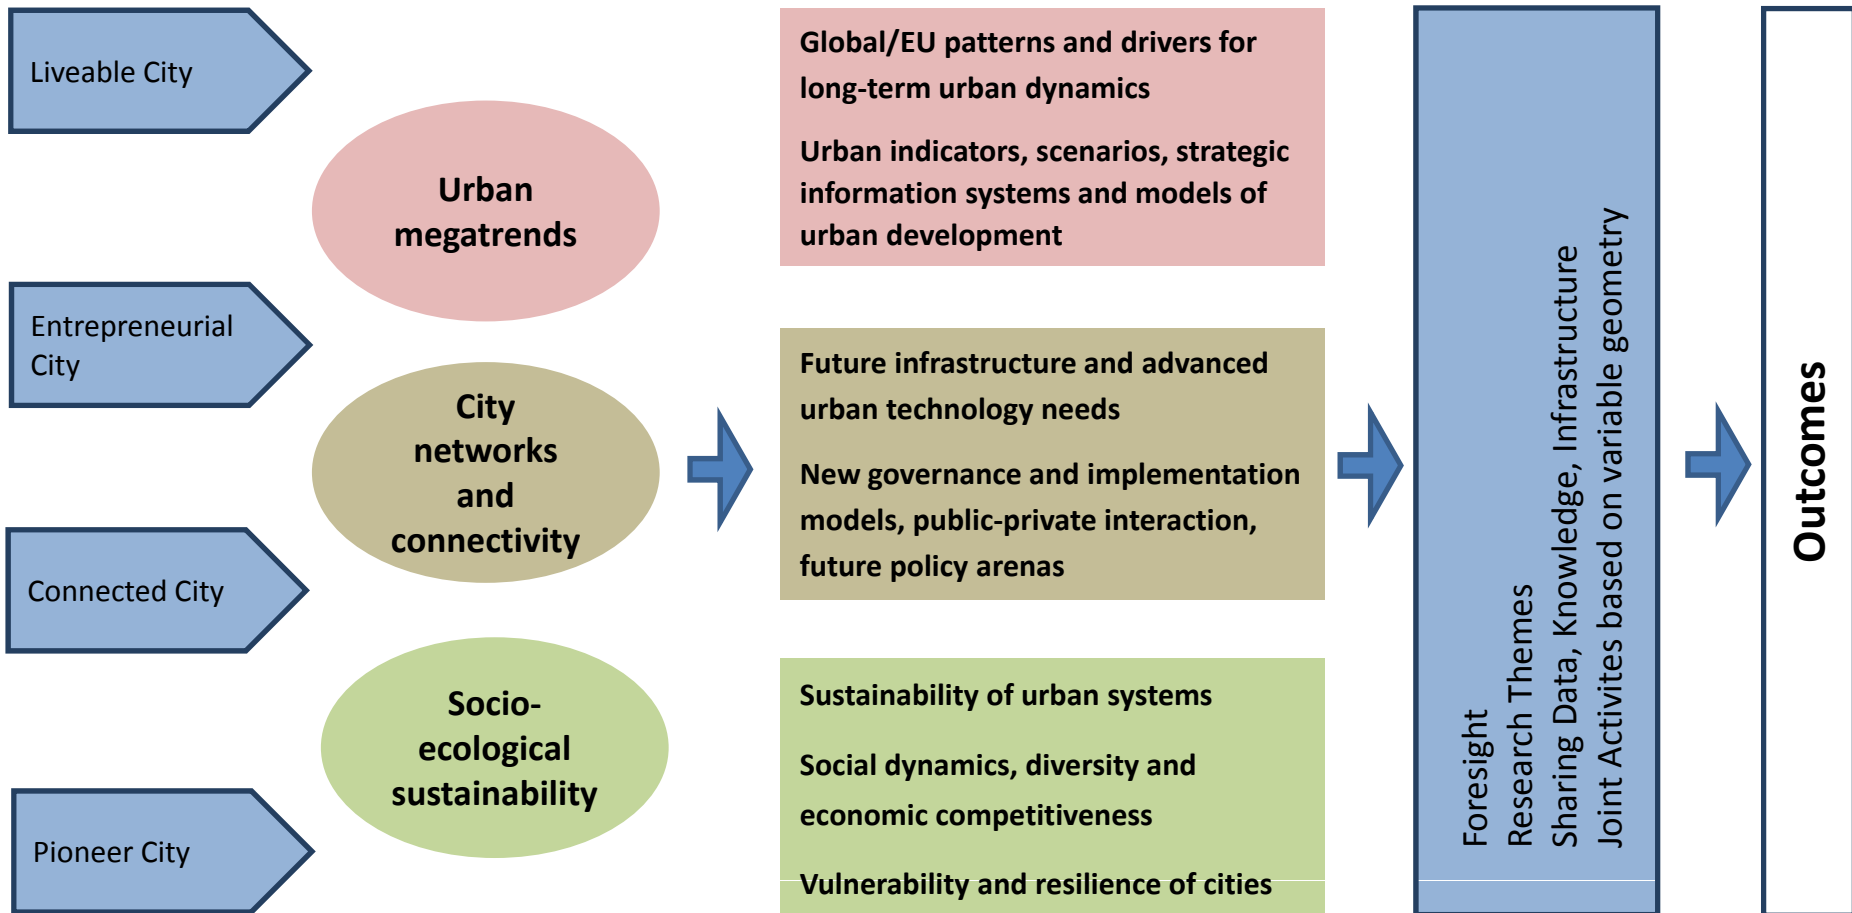 Liveable City
Entrepreneurial
City
Connected City
Pioneer City
Urban
megatrends
City
networks
and
connectivity
Socio-
ecological
sustainability
Global/EU patterns and drivers for
long-term urban dynamics
Urban indicators, scenarios, strategic
information systems and models of
urban development
Future infrastructure and advanced
urban technology needs
New governance and implementation
models, public-private interaction,
future policy arenas
Sustainability of urban systems
Social dynamics, diversity and
economic competitiveness
Vulnerability and resilience of cities
Foresight
Research Themes
Sharing Data, Knowledge, Infrastructure
Joint Activites based on variable geometry
Outcomes